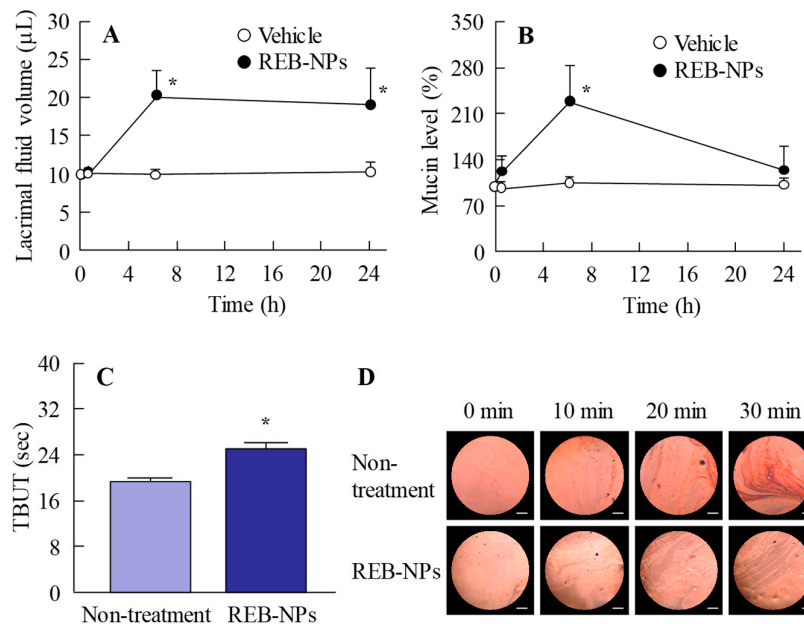 A
Vehicle
REB-NPs
Lacrimal fluid volume (µL)
30
25
20
15
10
5
0
*
*
0 4 8 12 16 20 24
Time (h)
B
Vehicle
REB-NPs
Mucin level (%)
350
280
210
140
70
0
*
0 4 8 12 16 20 24
Time (h)
C
TBUT (sec)
40
32
24
16
8
0
*
Non-treatment REB-NPs
D
0 min 10 min 20 min 30 min
Non-
treatment
REB-NPs